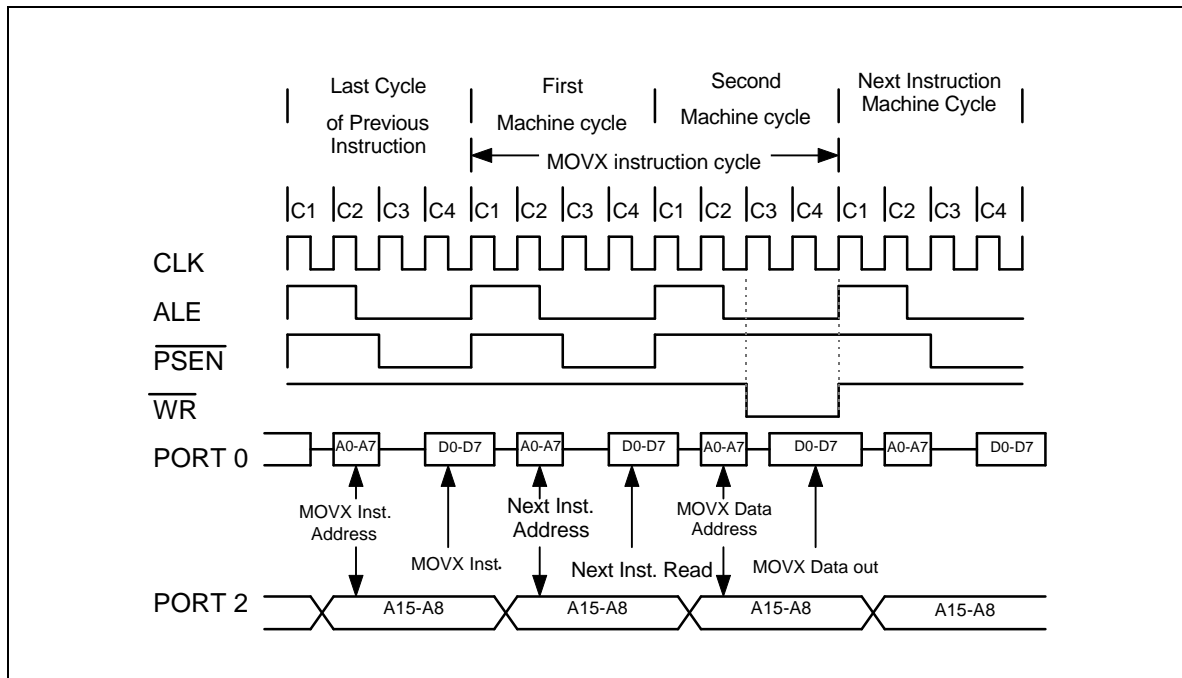 Last Cycle
of Previous
Instruction
First
Machine cycle
Second
Machine cycle
Next Instruction
Machine Cycle
MOVX instruction cycle
C1 C2 C3 C4 C1 C2 C3 C4 C1 C2 C3 C4 C1 C2 C3 C4
CLK
ALE
PSEN
WR
PORT 0
A0-A7 D0-D7 A0-A7 D0-D7 A0-A7 D0-D7 A0-A7 D0-D7
MOVX Inst.
Address
MOVX Inst.
Next Inst.
Address
Next Inst. Read
MOVX Data
Address
MOVX Data out
PORT 2
A15-A8 A15-A8 A15-A8 A15-A8